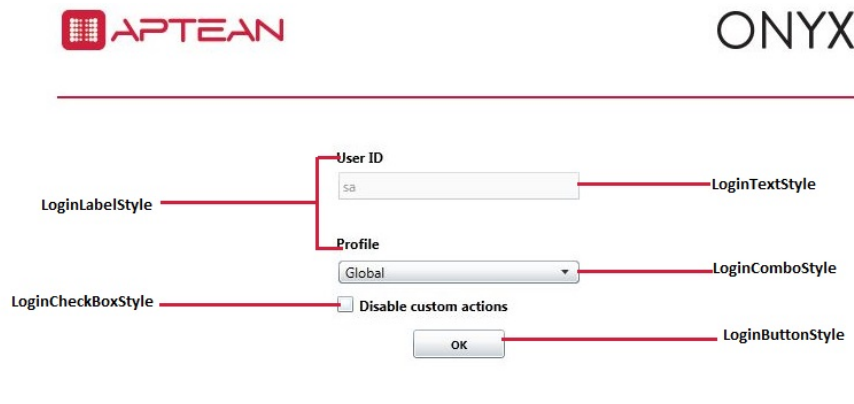 APTEAN
ONYX
User ID
sa
LoginTextStyle
LoginLabelStyle
Profile
Global
LoginComboStyle
LoginCheckBoxStyle
Disable custom actions
OK
LoginButtonStyle